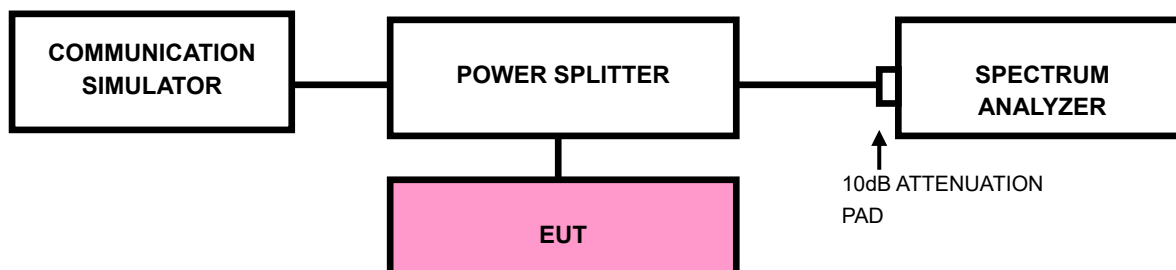 COMMUNICATION
SIMULATOR
POWER SPLITTER
SPECTRUM
ANALYZER
10dB ATTENUATION
PAD
EUT